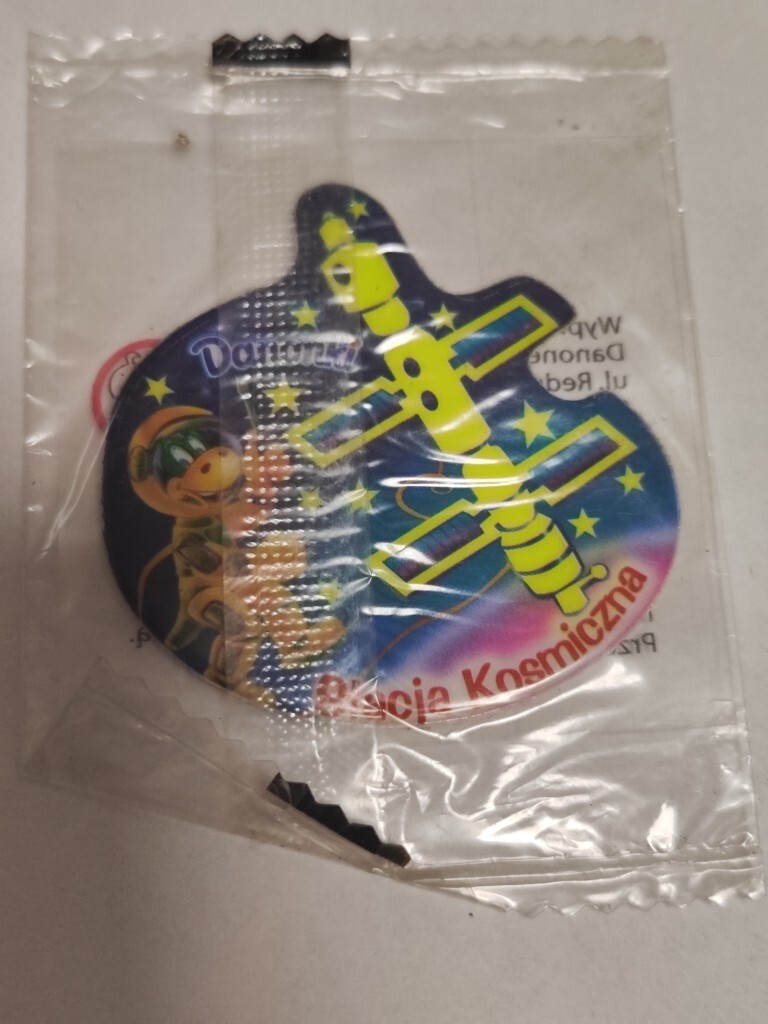 Danonki
Stacja Kosmiczna
Wyp
Danone
ul. Red
Prz
ą.